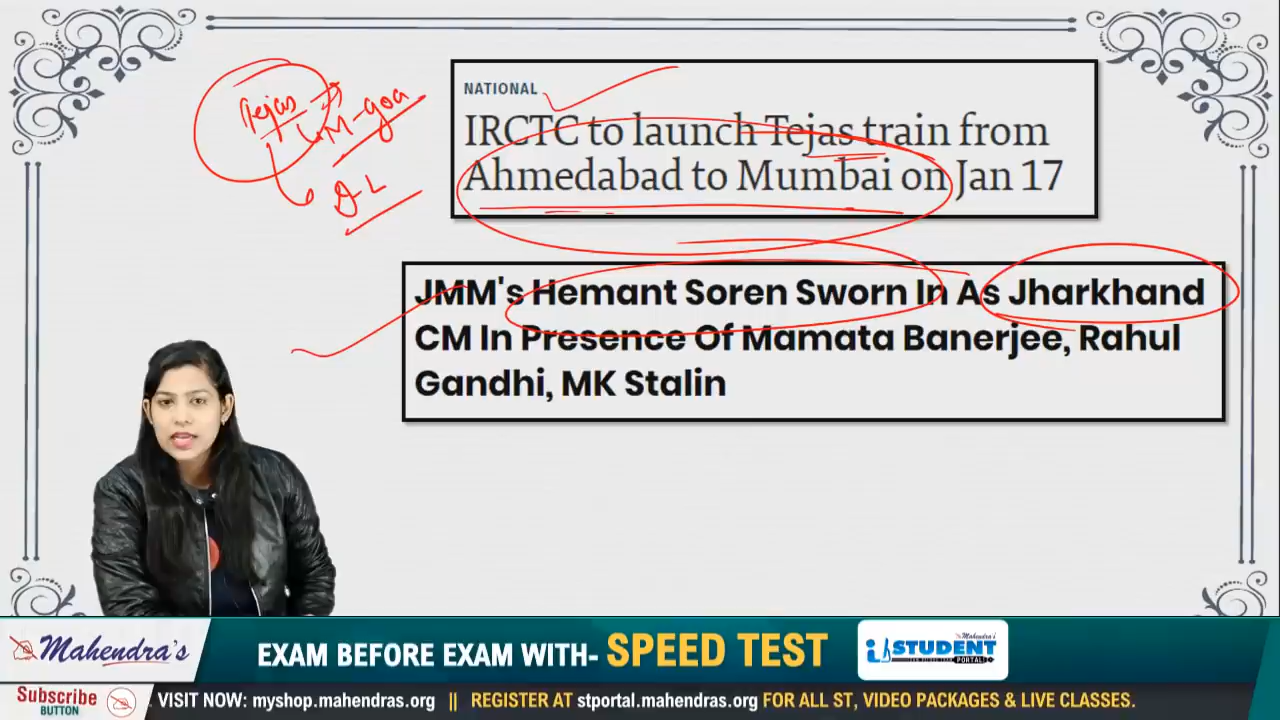 Tejas
M-goa
D L
NATIONAL
IRCTC to launch Tejas train from
Ahmedabad to Mumbai on Jan 17
JMM's Hemant Soren Sworn In As Jharkhand
CM In Presence Of Mamata Banerjee, Rahul
Gandhi, MK Stalin
Mahendra's
EXAM BEFORE EXAM WITH- SPEED TEST
Mahendra's
STUDENT
PORTAL
Subscribe
BUTTON
VISIT NOW: myshop.mahendras.org || REGISTER AT stportal.mahendras.org FOR ALL ST, VIDEO PACKAGES & LIVE CLASSES.